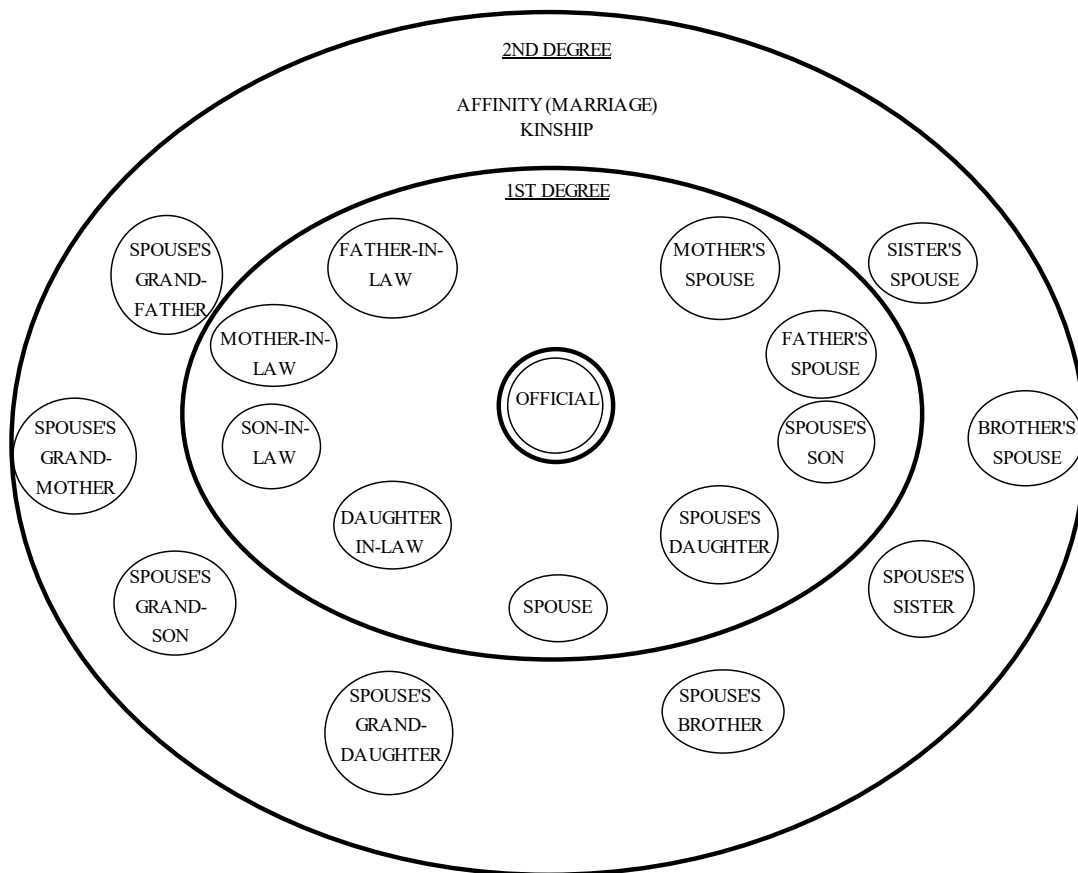 2ND DEGREE
AFFINITY (MARRIAGE)
KINSHIP
1ST DEGREE
SPOUSE'S
GRAND-
FATHER
FATHER-IN-
LAW
MOTHER'S
SPOUSE
SISTER'S
SPOUSE
MOTHER-IN-
LAW
FATHER'S
SPOUSE
OFFICIAL
SPOUSE'S
GRAND-
MOTHER
SON-IN-
LAW
SPOUSE'S
SON
BROTHER'S
SPOUSE
DAUGHTER
IN-LAW
SPOUSE'S
DAUGHTER
SPOUSE'S
GRAND-
SON
SPOUSE
SPOUSE'S
SISTER
SPOUSE'S
GRAND-
DAUGHTER
SPOUSE'S
BROTHER